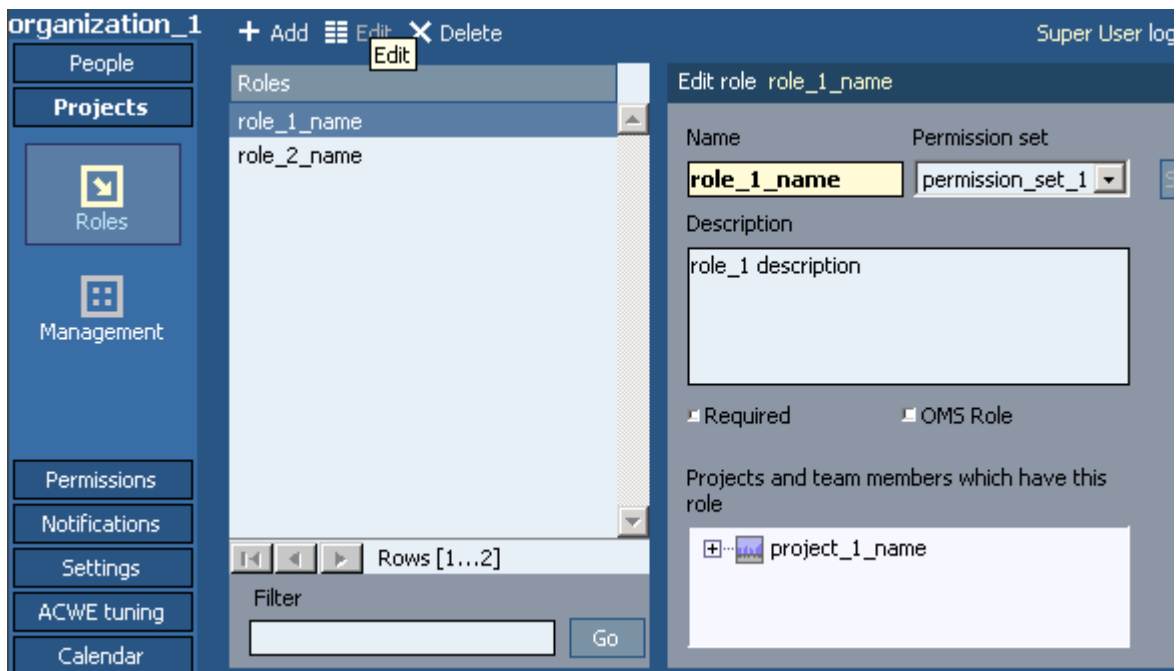 organization_1
Add Edit Delete
Super User log
Edit
People
Projects
Roles
Management
Permissions
Notifications
Settings
ACWE tuning
Calendar
Roles
role_1_name
role_2_name
Rows [1...2]
Filter
Go
Edit role role_1_name
Name Permission set
role_1_name permission_set_1
Description
role_1 description
Required OMS Role
Projects and team members which have this
role
project_1_name